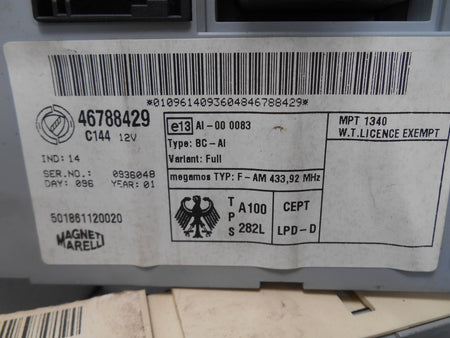 *0109614093604846788429*
46788429
C144 12V
IND: 14
SER.NO.: 0936048
DAY: 096 YEAR: 01
501861120020
MAGNETI
MARELLI
e13 AI-00 0083
Type: BC-AI
Variant: Full
megamos TYP: F-AM 433,92 MHz
T P S
A100
282L
CEPT
LPD-D
MPT 1340
W.T.LICENCE EXEMPT